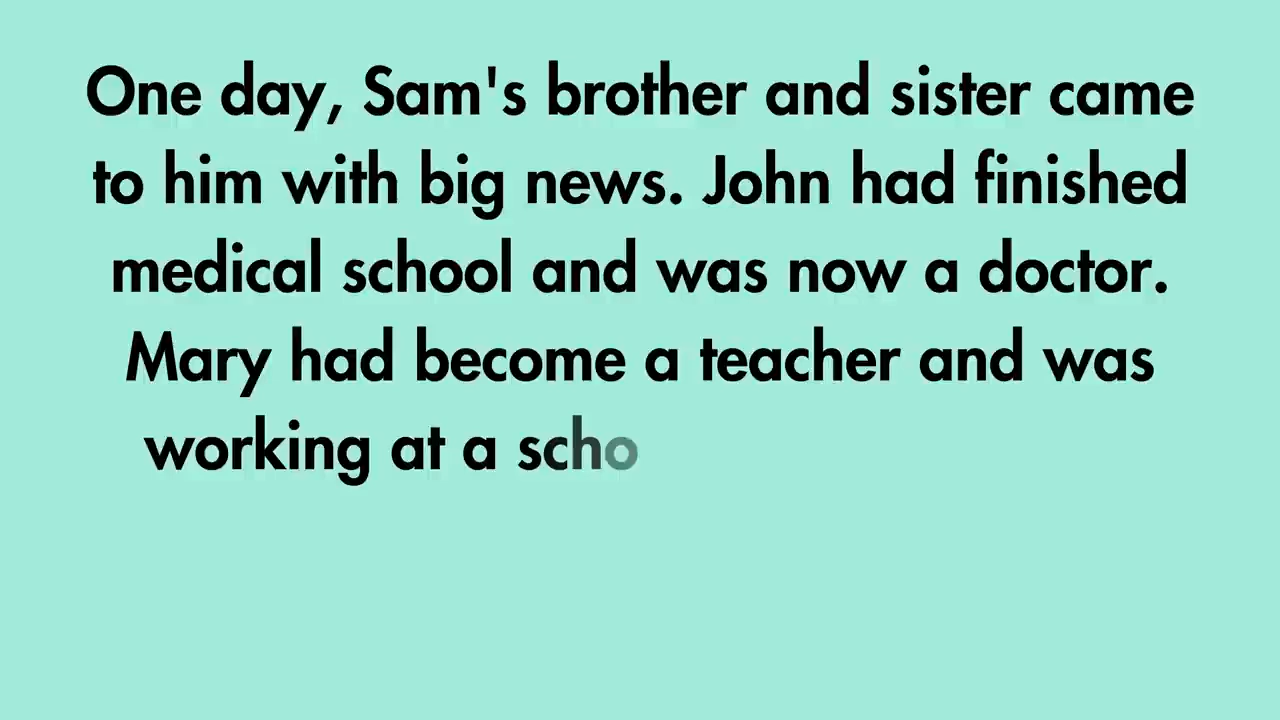 One day, Sam's brother and sister came
to him with big news. John had finished
medical school and was now a doctor.
Mary had become a teacher and was
working at a scho